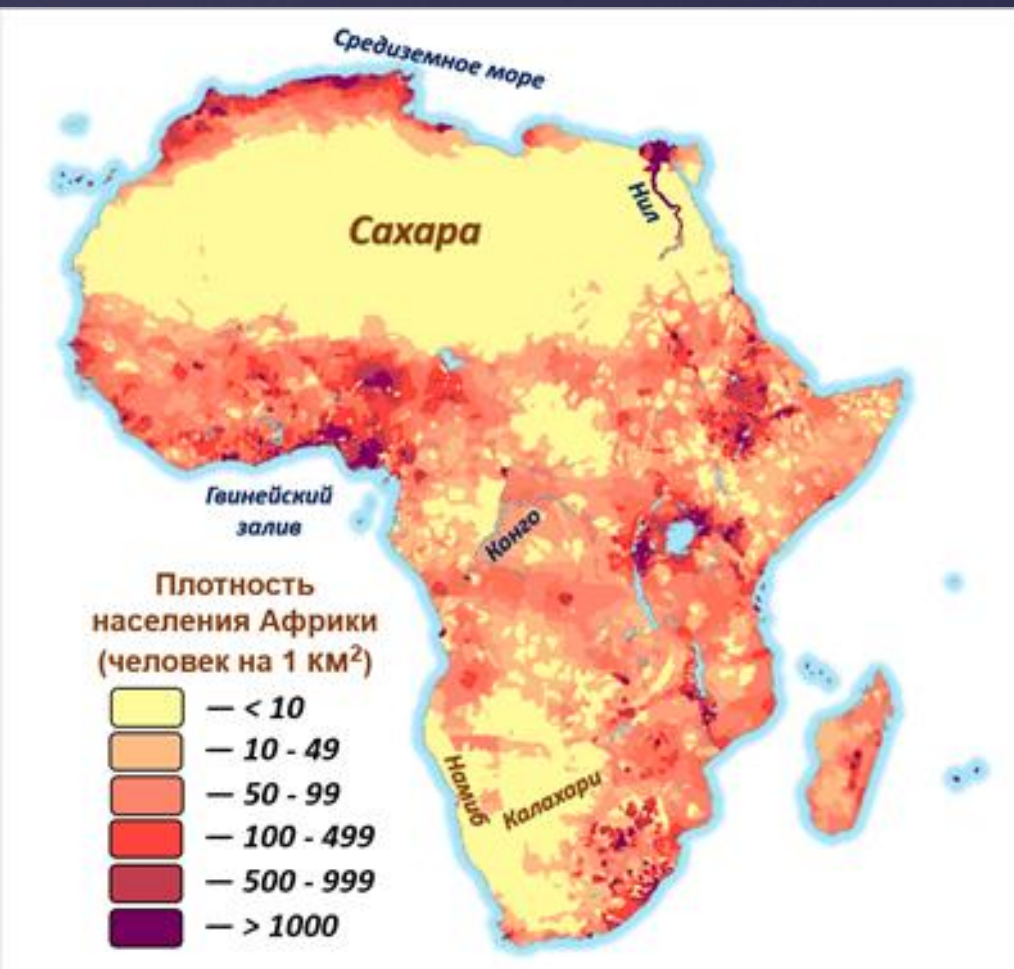 Средиземное море
Сахара
Нил
Гвинейский
залив
Конго
Плотность
населения Африки
(человек на 1 км²)
— < 10
— 10 - 49
— 50 - 99
— 100 - 499
— 500 - 999
— > 1000
Намиб
Калахари